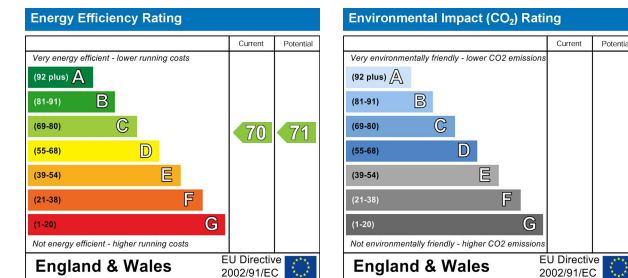 Energy Efficiency Rating
Current Potential
Very energy efficient - lower running costs
(92 plus) A
(81-91) B
(69-80) C
70 71
(55-68) D
(39-54) E
(21-38) F
(1-20) G
Not energy efficient - higher running costs
England & Wales
EU Directive
2002/91/EC
Environmental Impact (CO₂) Rating
Current Potentia
Very environmentally friendly - lower CO2 emissions
(92 plus) A
(81-91) B
(69-80) C
(55-68) D
(39-54) E
(21-38) F
(1-20) G
Not environmentally friendly - higher CO2 emissions
England & Wales
EU Directive
2002/91/EC